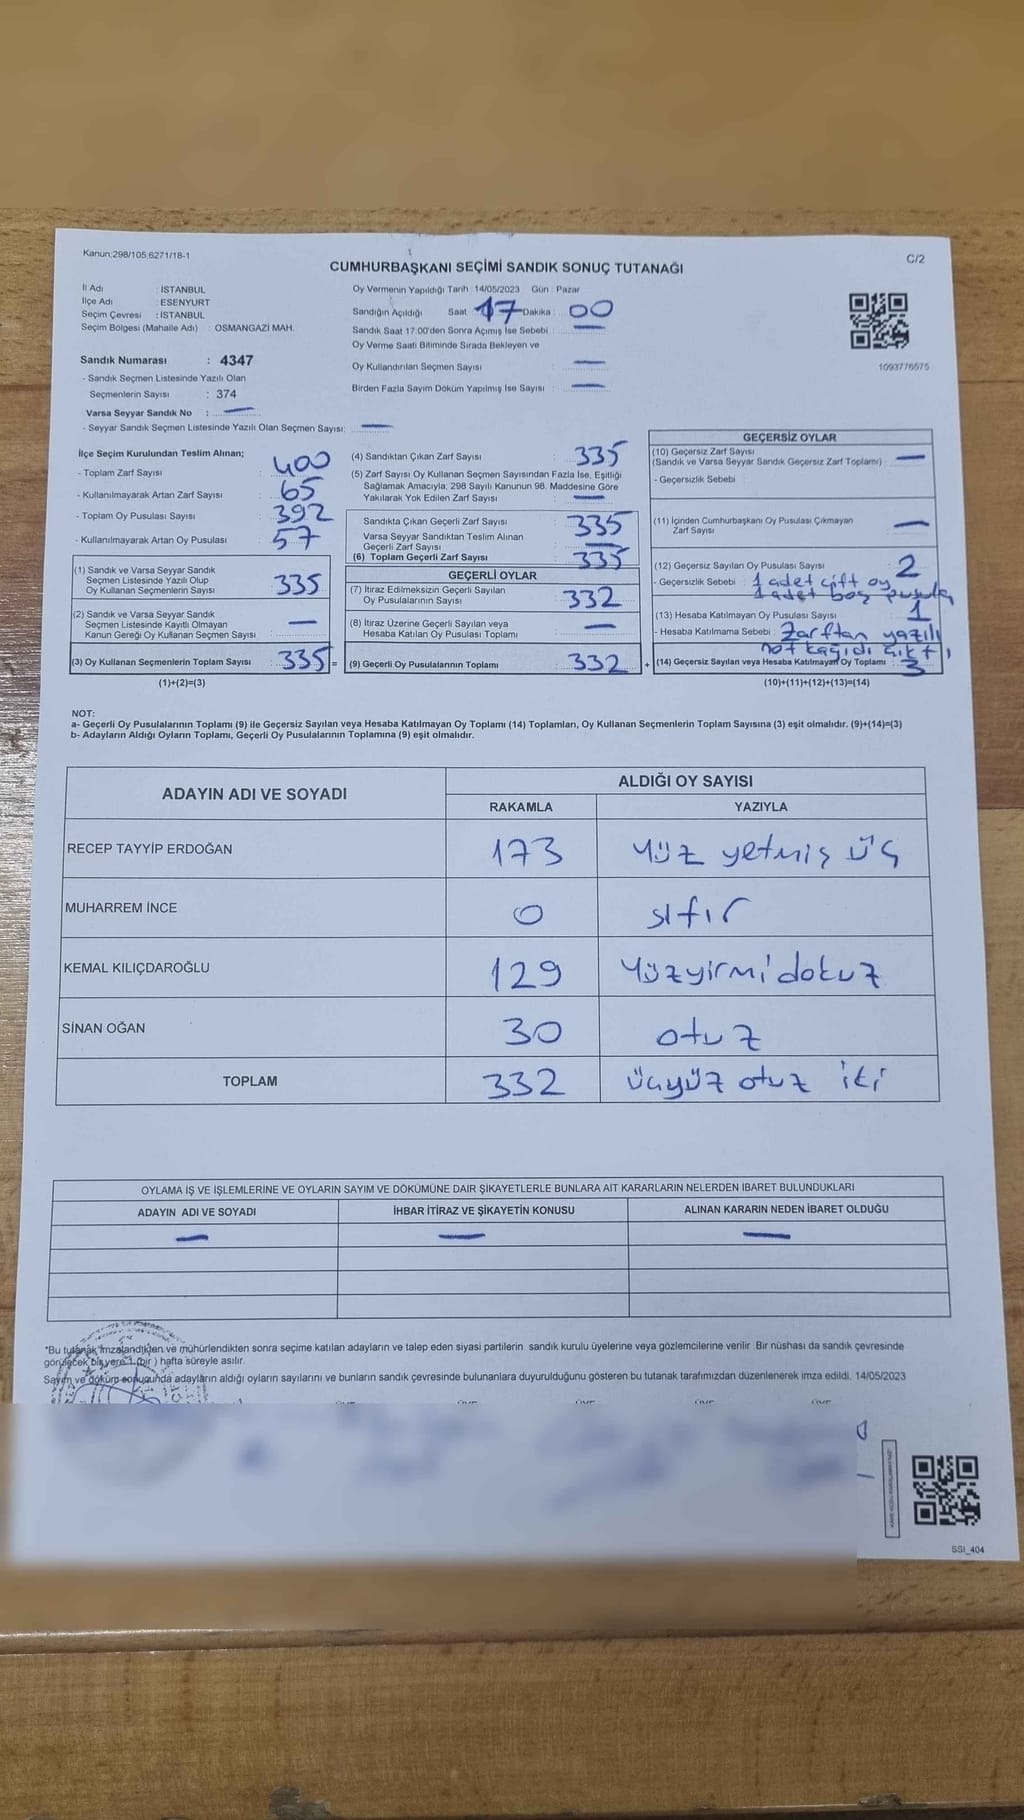 Kanun;298/105;6271/18-1
C/2
CUMHURBAŞKANI SEÇİMİ SANDIK SONUÇ TUTANAĞI
İl Adı : İSTANBUL
İlçe Adı : ESENYURT
Seçim Çevresi : İSTANBUL
Seçim Bölgesi (Mahalle Adı) : OSMANGAZİ MAH.
Sandık Numarası : 4347
- Sandık Seçmen Listesinde Yazılı Olan
Seçmenlerin Sayısı : 374
Varsa Seyyar Sandık No : —
- Seyyar Sandık Seçmen Listesinde Yazılı Olan Seçmen Sayısı: —
Oy Vermenin Yapıldığı Tarih : 14/05/2023 Gün : Pazar
Sandığın Açıldığı Saat 17 Dakika : 00
Sandık Saat 17:00'den Sonra Açımış İse Sebebi : —
Oy Verme Saati Bitiminde Sırada Bekleyen ve
Oy Kullandırılan Seçmen Sayısı : —
Birden Fazla Sayım Döküm Yapılmış İse Sayısı : —
1093776575
İlçe Seçim Kurulundan Teslim Alınan;
- Toplam Zarf Sayısı : 400
- Kullanılmayarak Artan Zarf Sayısı : 65
- Toplam Oy Pusulası Sayısı : 392
- Kullanılmayarak Artan Oy Pusulası : 57
(1) Sandık ve Varsa Seyyar Sandık
Seçmen Listesinde Yazılı Olup
Oy Kullanan Seçmenlerin Sayısı : 335
(2) Sandık ve Varsa Seyyar Sandık
Seçmen Listesinde Kayıtlı Olmayan
Kanun Gereği Oy Kullanan Seçmen Sayısı : —
(3) Oy Kullanan Seçmenlerin Toplam Sayısı : 335 =
(1)+(2)=(3)
(4) Sandıktan Çıkan Zarf Sayısı : 335
(5) Zarf Sayısı Oy Kullanan Seçmen Sayısından Fazla İse, Eşitliği
Sağlamak Amacıyla; 298 Sayılı Kanunun 98. Maddesine Göre
Yakılarak Yok Edilen Zarf Sayısı : —
Sandıkta Çıkan Geçerli Zarf Sayısı : 335
Varsa Seyyar Sandıktan Teslim Alınan
Geçerli Zarf Sayısı : —
(6) Toplam Geçerli Zarf Sayısı : 335
GEÇERLİ OYLAR
(7) İtiraz Edilmeksizin Geçerli Sayılan
Oy Pusulalarının Sayısı : 332
(8) İtiraz Üzerine Geçerli Sayılan veya
Hesaba Katılan Oy Pusulası Toplamı : —
(9) Geçerli Oy Pusulalarının Toplamı : 332 +
GEÇERSİZ OYLAR
(10) Geçersiz Zarf Sayısı
(Sandık ve Varsa Seyyar Sandık Geçersiz Zarf Toplamı) : —
- Geçersizlik Sebebi :
(11) İçinden Cumhurbaşkanı Oy Pusulası Çıkmayan
Zarf Sayısı : —
(12) Geçersiz Sayılan Oy Pusulası Sayısı : 2
- Geçersizlik Sebebi : 1 adet çift oy
1 adet boş pusula
(13) Hesaba Katılmayan Oy Pusulası Sayısı : 1
- Hesaba Katılmama Sebebi : Zarftan yazılı
not kağıdı çıktı
(14) Geçersiz Sayılan veya Hesaba Katılmayan Oy Toplamı : 3
(10)+(11)+(12)+(13)=(14)
NOT:
a- Geçerli Oy Pusulalarının Toplamı (9) ile Geçersiz Sayılan veya Hesaba Katılmayan Oy Toplamı (14) Toplamları, Oy Kullanan Seçmenlerin Toplam Sayısına (3) eşit olmalıdır. (9)+(14)=(3)
b- Adayların Aldığı Oyların Toplamı, Geçerli Oy Pusulalarının Toplamına (9) eşit olmalıdır.
ADAYIN ADI VE SOYADI
ALDIĞI OY SAYISI
RAKAMLA YAZIYLA
RECEP TAYYİP ERDOĞAN 173 yüz yetmiş üç
MUHARREM İNCE 0 sıfır
KEMAL KILIÇDAROĞLU 129 yüzyirmi dokuz
SİNAN OĞAN 30 otuz
TOPLAM 332 üçyüz otuz iki
OYLAMA İŞ VE İŞLEMLERİNE VE OYLARIN SAYIM VE DÖKÜMÜNE DAİR ŞİKAYETLERLE BUNLARA AİT KARARLARIN NELERDEN İBARET BULUNDUKLARI
ADAYIN ADI VE SOYADI İHBAR İTİRAZ VE ŞİKAYETİN KONUSU ALINAN KARARIN NEDEN İBARET OLDUĞU
— — —
*Bu tutanak imzalandıktan ve mühürlendikten sonra seçime katılan adayların ve talep eden siyasi partilerin sandık kurulu üyelerine veya gözlemcilerine verilir. Bir nüshası da sandık çevresinde
görülecek bir yere 1 (bir ) hafta süreyle asılır.
Sayım ve döküm sonucunda adayların aldığı oyların sayılarını ve bunların sandık çevresinde bulunanlara duyurulduğunu gösteren bu tutanak tarafımızdan düzenlenerek imza edildi. 14/05/2023
SSI_404